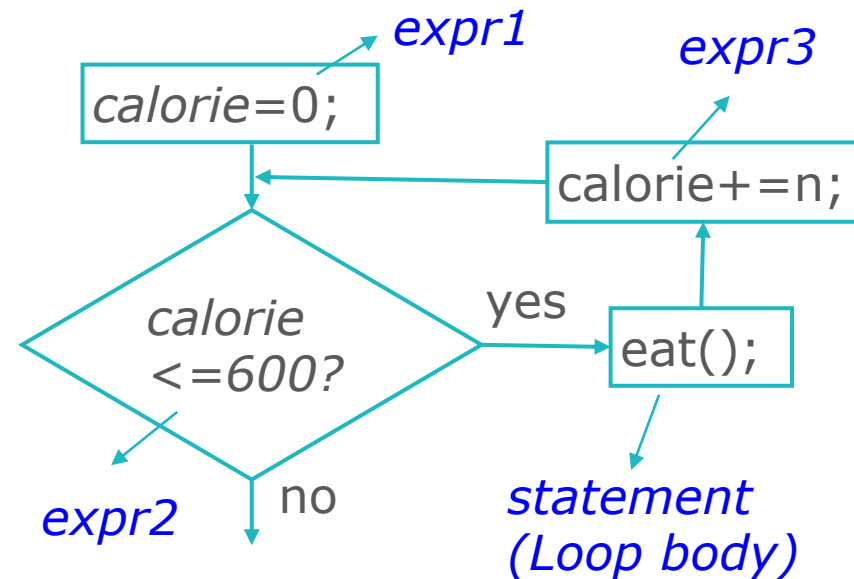 expr1
calorie=0;
expr3
calorie+=n;
calorie
<=600?
yes
eat();
expr2
no
statement
(Loop body)